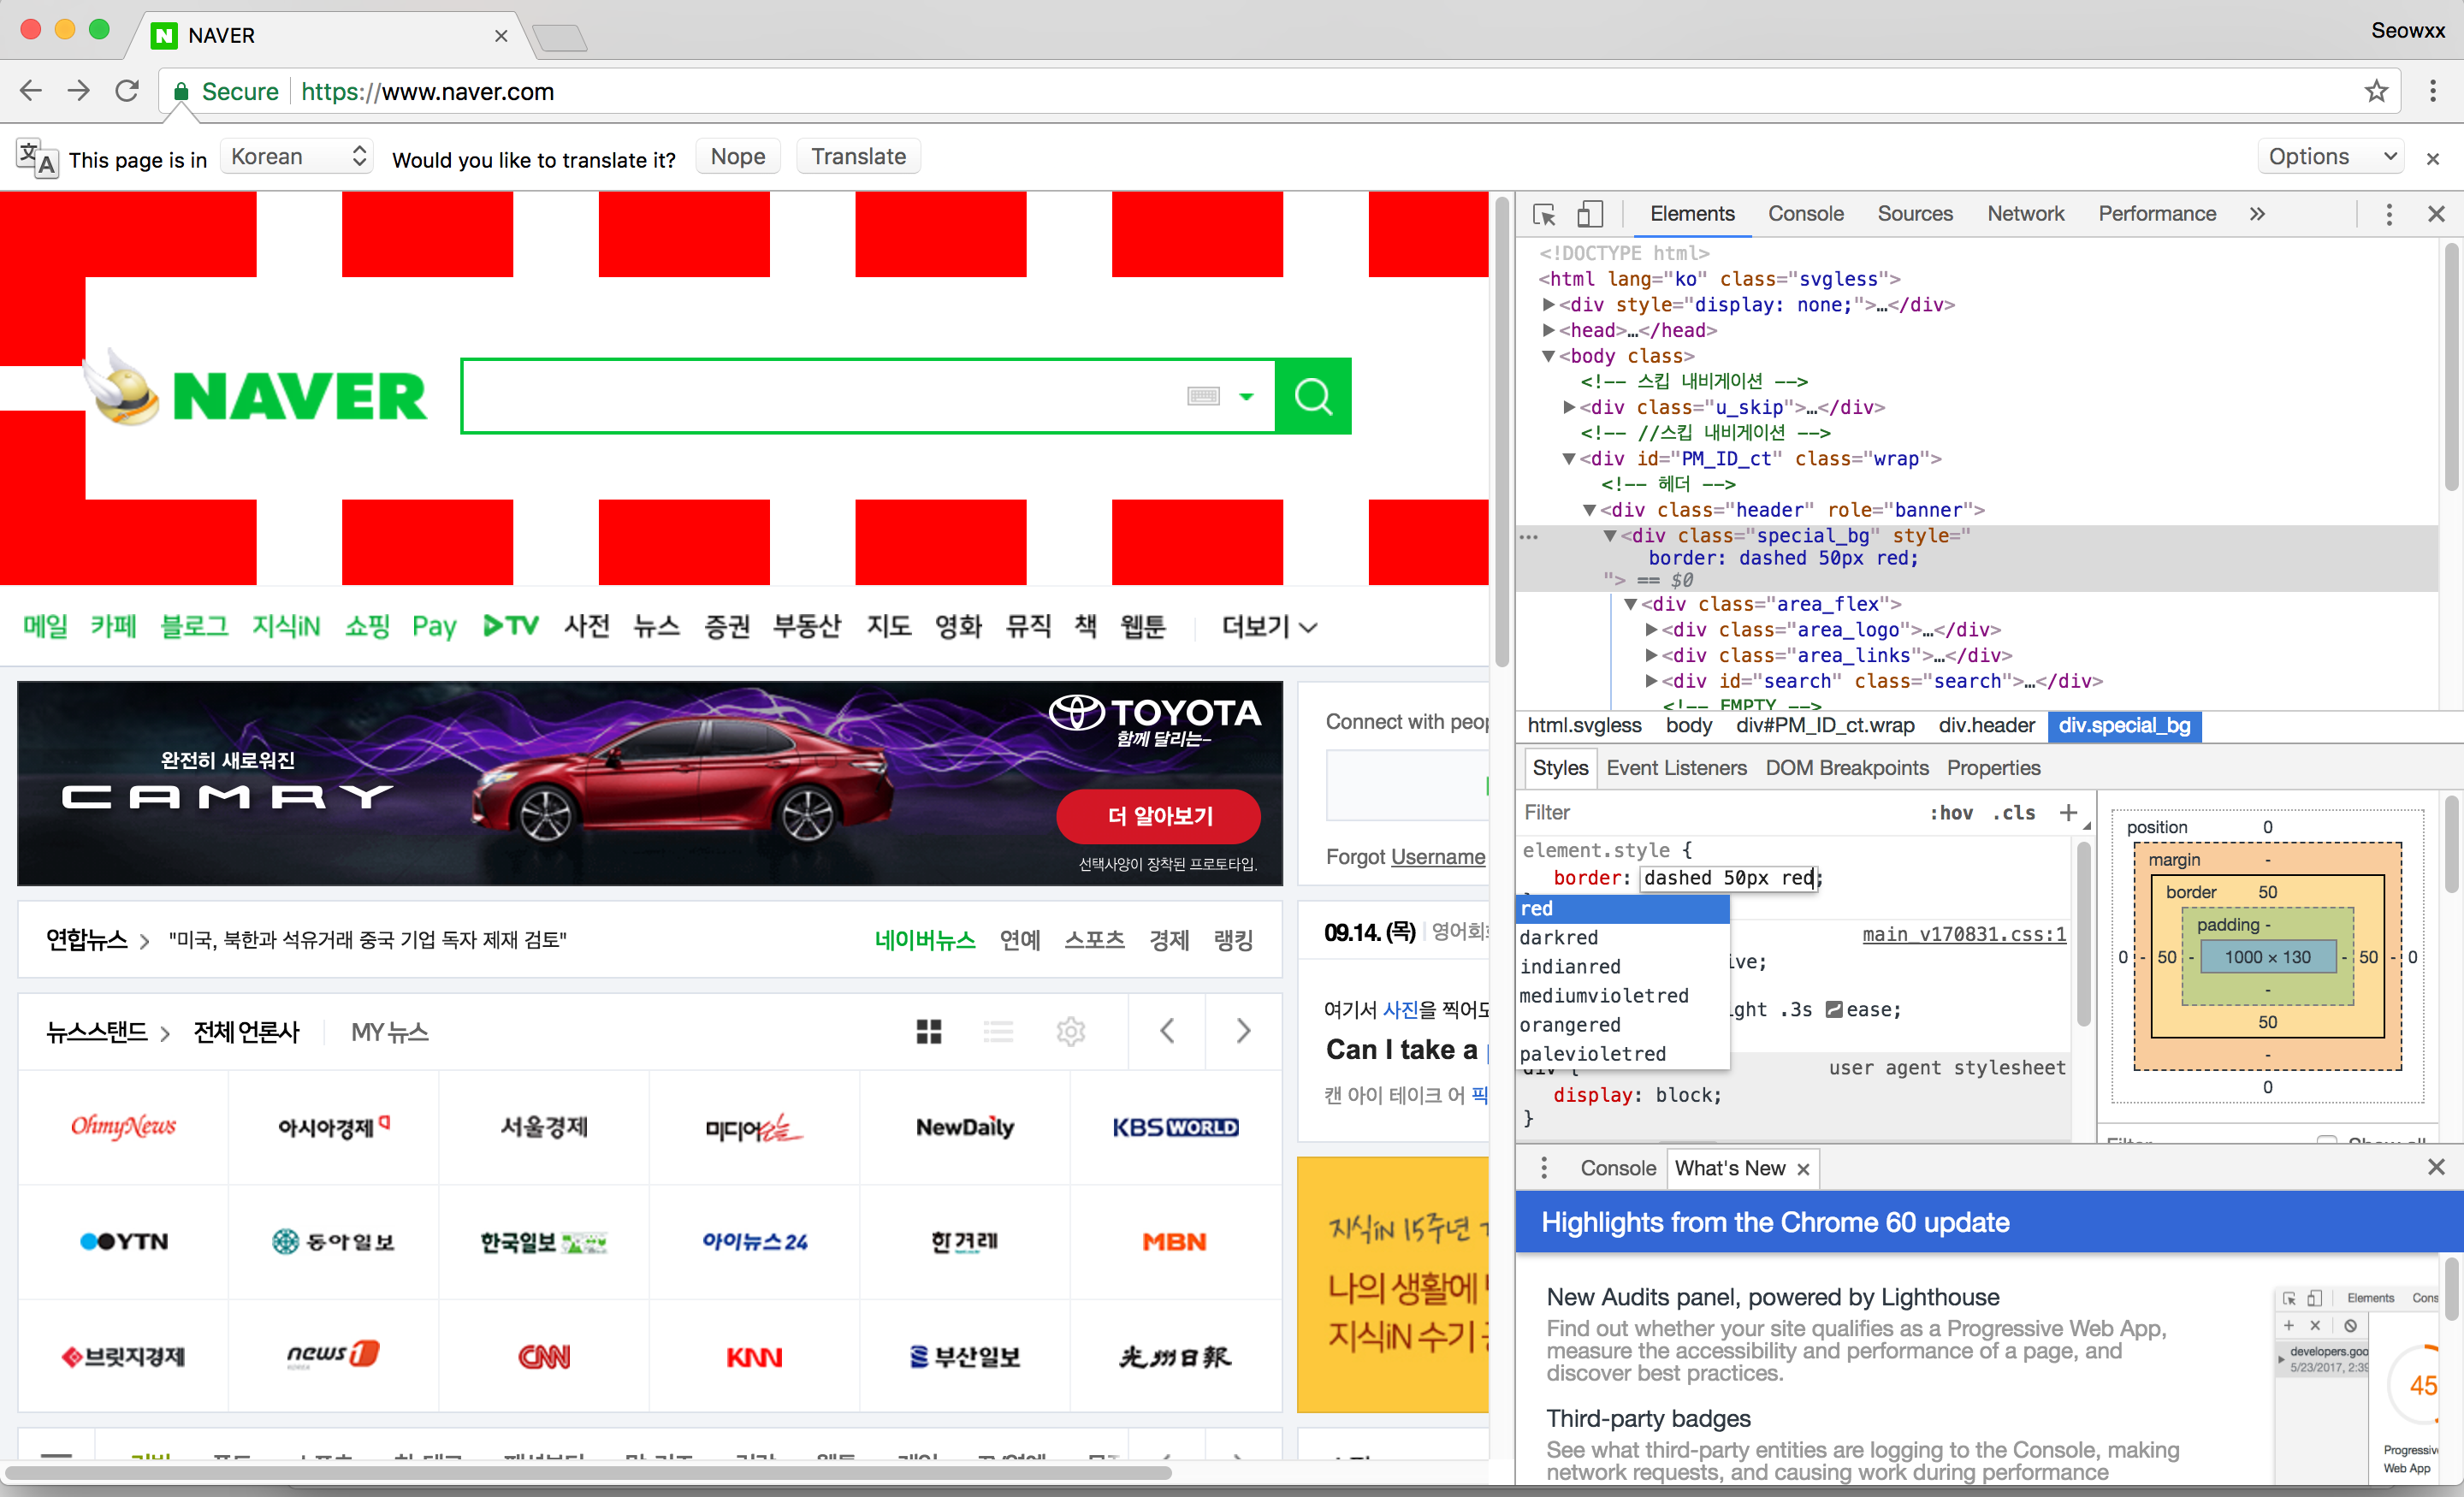 NAVER
Seowxx
Secure https://www.naver.com
This page is in Korean Would you like to translate it? Nope Translate Options
NAVER
메일 카페 블로그 지식iN 쇼핑 Pay TV 사전 뉴스 증권 부동산 지도 영화 뮤직 책 웹툰 더보기
완전히 새로워진
CAMRY
TOYOTA
함께 달리는~
더 알아보기
선택사양이 장착된 프로토타입.
Connect with peop
Forgot Username
연합뉴스 "미국, 북한과 석유거래 중국 기업 독자 제재 검토"
네이버뉴스 연예 스포츠 경제 랭킹
09.14. (목) 영어회
여기서 사진을 찍어도
Can I take a
캔 아이 테이크 어 픽
뉴스스탠드 전체 언론사 MY 뉴스
OhmyNews 아시아경제 서울경제 미디어오늘 NewDaily KBS WORLD
YTN 동아일보 한국일보 아이뉴스24 한겨레 MBN
브릿지경제 news1 KOREA CNN KNN 부산일보 光州日報
지식iN 15주년
나의 생활에
지식iN 수기
Elements Console Sources Network Performance »
<!DOCTYPE html>
<html lang="ko" class="svgless">
▶<div style="display: none;">…</div>
▶<head>…</head>
▼<body class>
<!-- 스킵 내비게이션 -->
▶<div class="u_skip">…</div>
<!-- //스킵 내비게이션 -->
▼<div id="PM_ID_ct" class="wrap">
<!-- 헤더 -->
▼<div class="header" role="banner">
… ▼<div class="special_bg" style="
border: dashed 50px red;
"> == $0
▼<div class="area_flex">
▶<div class="area_logo">…</div>
▶<div class="area_links">…</div>
▶<div id="search" class="search">…</div>
<!-- EMPTY -->
html.svgless body div#PM_ID_ct.wrap div.header div.special_bg
Styles Event Listeners DOM Breakpoints Properties
Filter :hov .cls +
element.style {
border: dashed 50px red;
red
darkred
indianred
mediumvioletred
orangered
palevioletred
main_v170831.css:1
ive;
ight .3s ease;
div { user agent stylesheet
display: block;
}
position 0
margin -
border 50
padding -
0 - 50 - 1000 × 130 - 50 - 0
-
50
-
0
Filter Show all
Console What's New ×
Highlights from the Chrome 60 update
New Audits panel, powered by Lighthouse
Find out whether your site qualifies as a Progressive Web App,
measure the accessibility and performance of a page, and
discover best practices.
Third-party badges
See what third-party entities are logging to the Console, making
network requests, and causing work during performance
Elements Cons
developers.goo
5/23/2017, 2:39
45
Progressiv
Web App